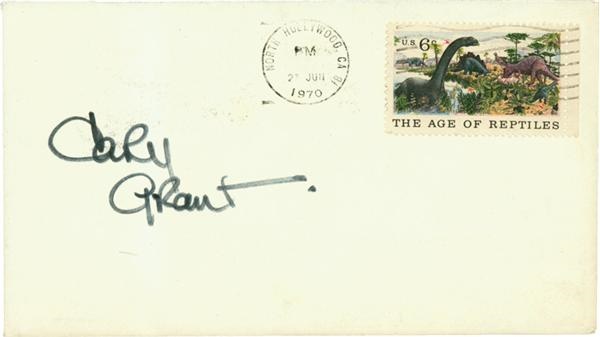 NORTH HOLLYWOOD, CA
PM
JUN
1970
U.S. 6c
THE AGE OF REPTILES
Cary
Grant.